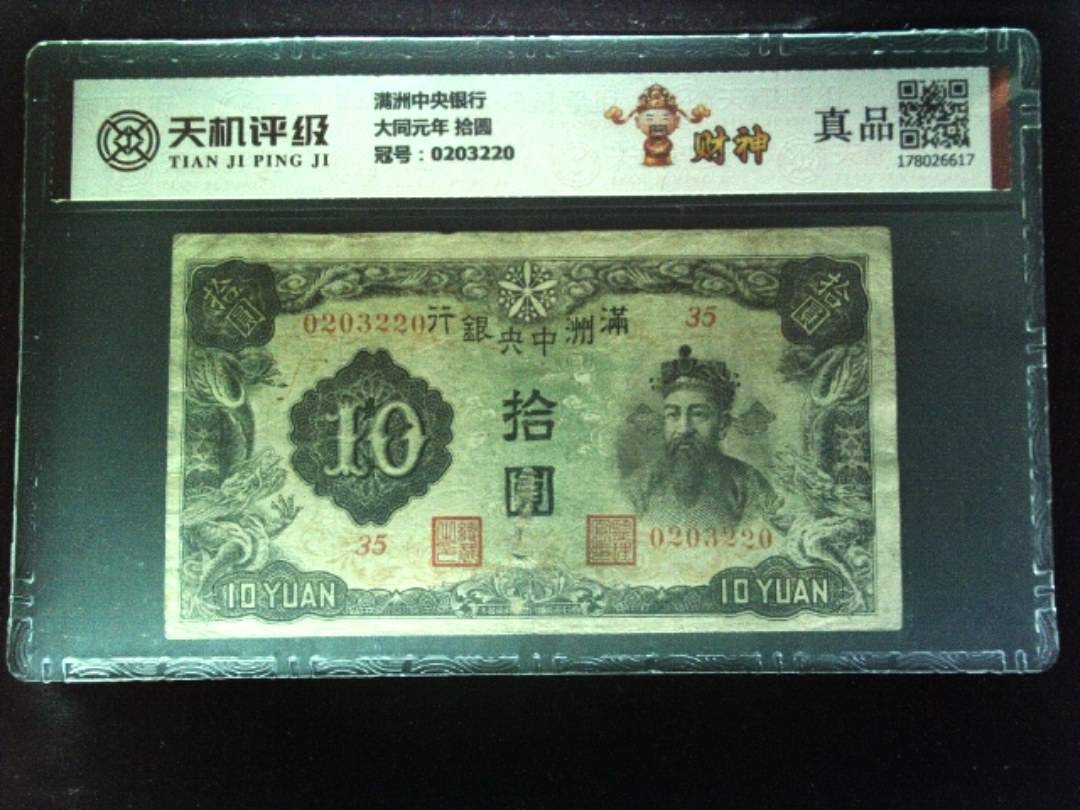 天机评级
TIAN JI PING JI
满洲中央银行
大同元年 拾圆
冠号：0203220
财神
真品
178026617
拾圓
拾圓
0203220
行銀央中洲滿
35
10
拾
圓
35
0203220
10 YUAN
10 YUAN